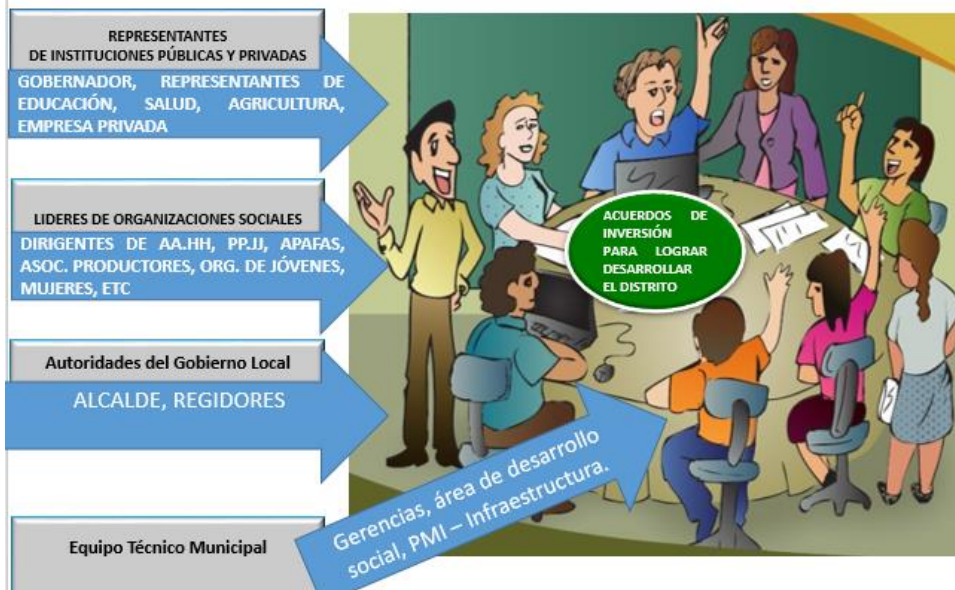 REPRESENTANTES
DE INSTITUCIONES PÚBLICAS Y PRIVADAS
GOBERNADOR, REPRESENTANTES DE
EDUCACIÓN, SALUD, AGRICULTURA,
EMPRESA PRIVADA
LIDERES DE ORGANIZACIONES SOCIALES
DIRIGENTES DE AA.HH, PP.JJ, APAFAS,
ASOC. PRODUCTORES, ORG. DE JÓVENES,
MUJERES, ETC
Autoridades del Gobierno Local
ALCALDE, REGIDORES
Equipo Técnico Municipal
Gerencias, área de desarrollo
social, PMI – Infraestructura.
ACUERDOS DE
INVERSIÓN
PARA LOGRAR
DESARROLLAR
EL DISTRITO